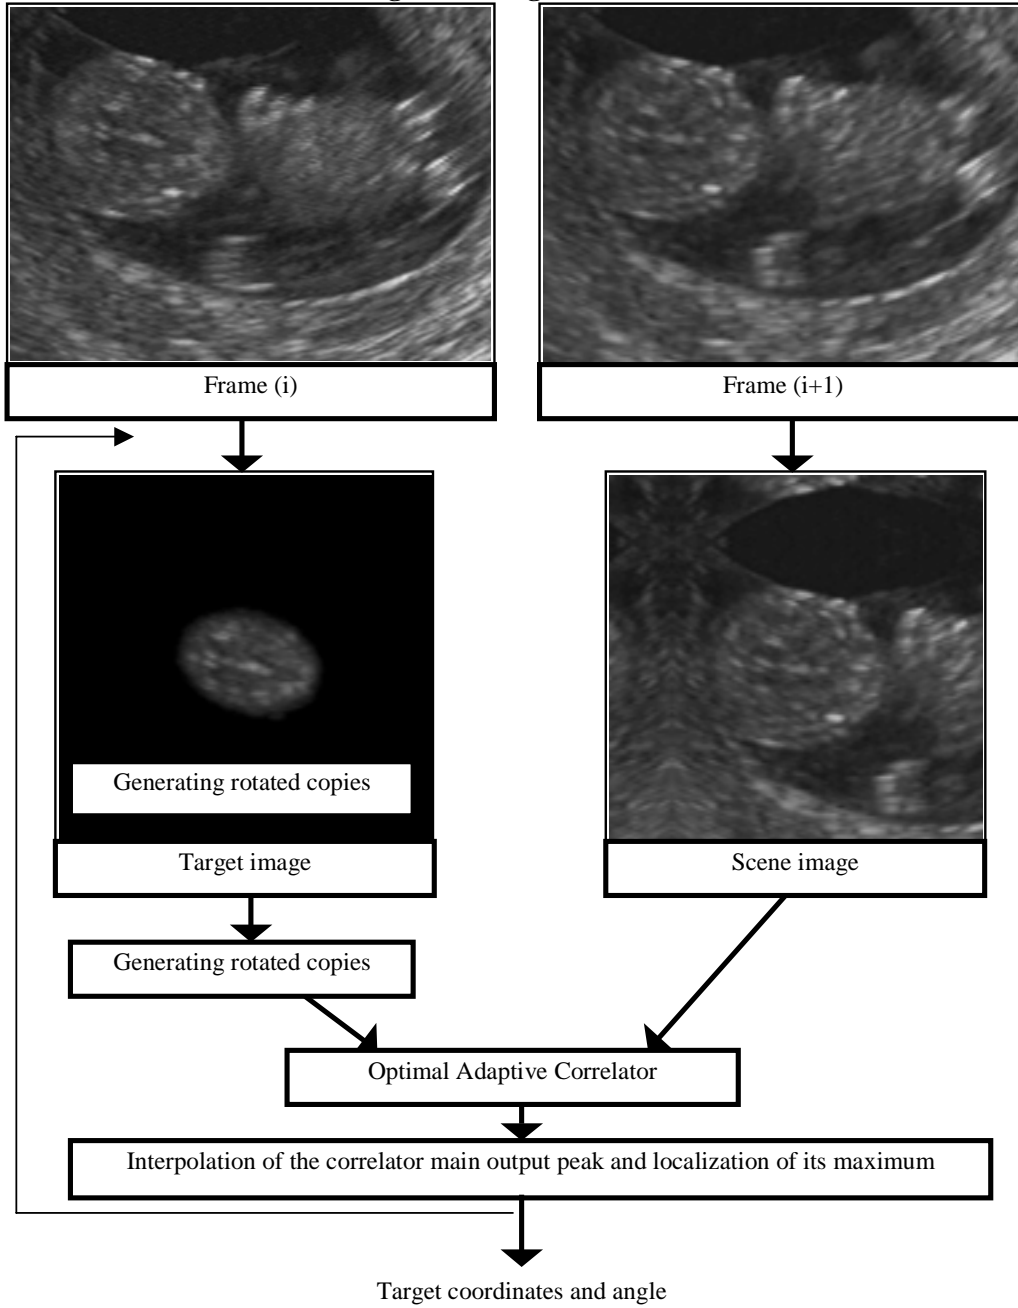 Frame (i)
Frame (i+1)
Generating rotated copies
Target image
Scene image
Generating rotated copies
Optimal Adaptive Correlator
Interpolation of the correlator main output peak and localization of its maximum
Target coordinates and angle